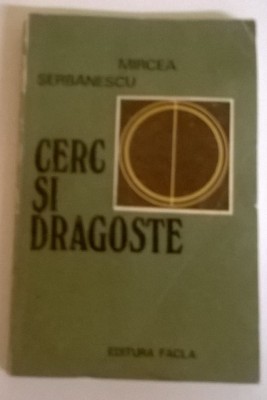 MIRCEA
ȘERBĂNESCU
CERC
ȘI
DRAGOSTE
EDITURA FACLA